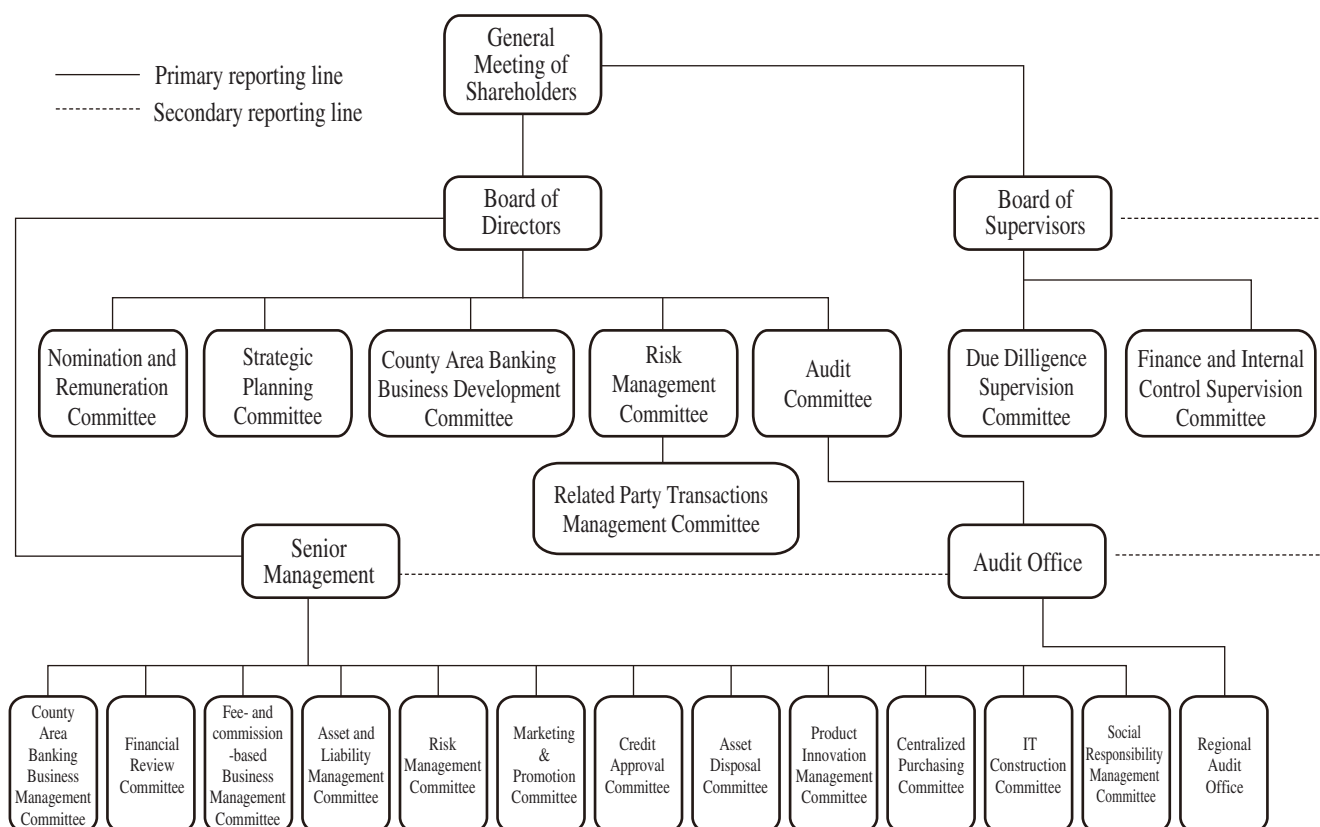 General
Meeting of
Shareholders
Primary reporting line
Secondary reporting line
Board of
Directors
Board of
Supervisors
Nomination and
Remuneration
Committee
Strategic
Planning
Committee
County Area Banking
Business Development
Committee
Risk
Management
Committee
Audit
Committee
Due Dilligence
Supervision
Committee
Finance and Internal
Control Supervision
Committee
Related Party Transactions
Management Committee
Senior
Management
Audit Office
County
Area
Banking
Business
Management
Committee
Financial
Review
Committee
Fee- and
commission
-based
Business
Management
Committee
Asset and
Liability
Management
Committee
Risk
Management
Committee
Marketing
&
Promotion
Committee
Credit
Approval
Committee
Asset
Disposal
Committee
Product
Innovation
Management
Committee
Centralized
Purchasing
Committee
IT
Construction
Committee
Social
Responsibility
Management
Committee
Regional
Audit
Office